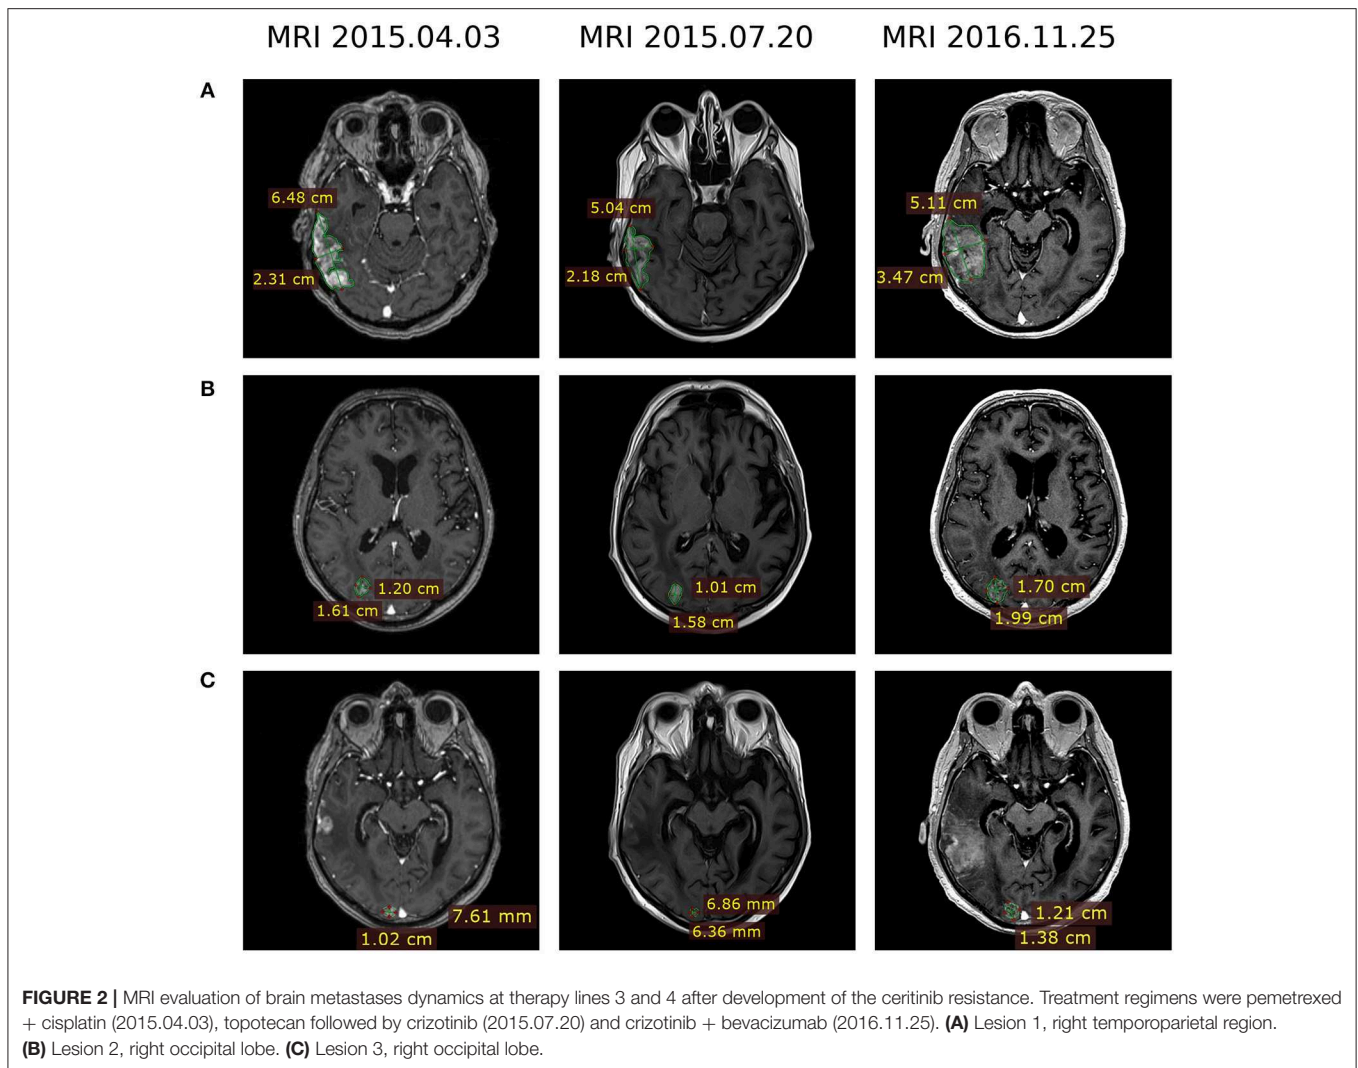 MRI 2015.04.03 MRI 2015.07.20 MRI 2016.11.25
A
6.48 cm
2.31 cm
5.04 cm
2.18 cm
5.11 cm
3.47 cm
B
1.20 cm
1.61 cm
1.01 cm
1.58 cm
1.70 cm
1.99 cm
C
7.61 mm
1.02 cm
6.86 mm
6.36 mm
1.21 cm
1.38 cm
FIGURE 2 | MRI evaluation of brain metastases dynamics at therapy lines 3 and 4 after development of the ceritinib resistance. Treatment regimens were pemetrexed
+ cisplatin (2015.04.03), topotecan followed by crizotinib (2015.07.20) and crizotinib + bevacizumab (2016.11.25). (A) Lesion 1, right temporoparietal region.
(B) Lesion 2, right occipital lobe. (C) Lesion 3, right occipital lobe.